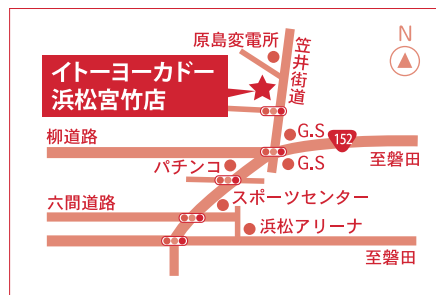 原島変電所
笠井街道
N
イトーヨーカドー
浜松宮竹店
G.S
152
柳道路
至磐田
パチンコ
G.S
スポーツセンター
六間道路
浜松アリーナ
至磐田